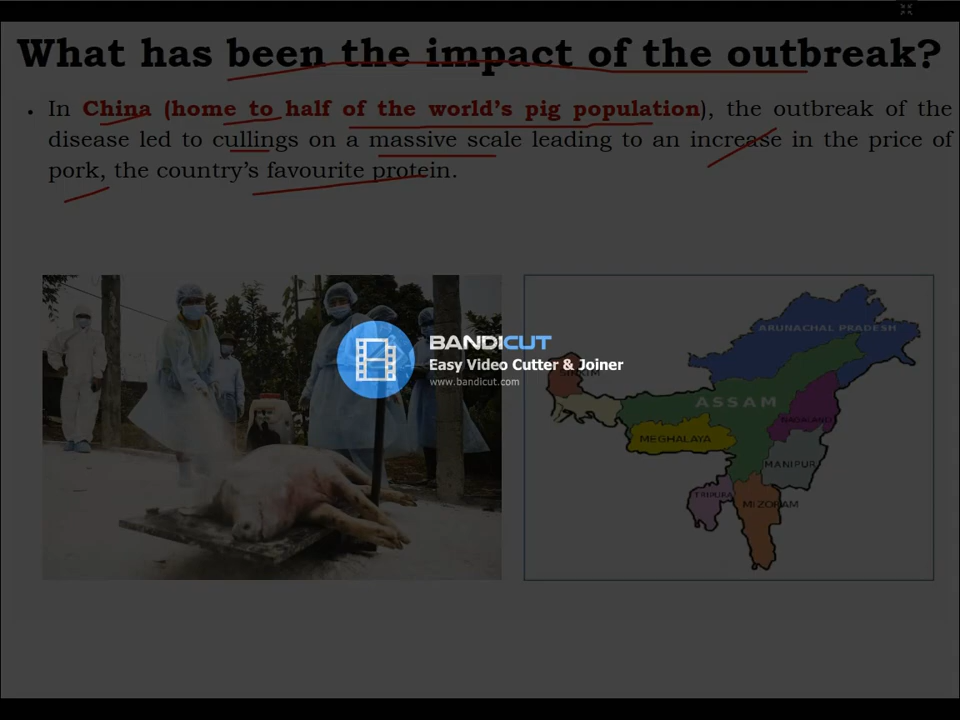 What has been the impact of the outbreak?
• In China (home to half of the world's pig population), the outbreak of the
disease led to cullings on a massive scale leading to an increase in the price of
pork, the country's favourite protein.
BANDICUT
Easy Video Cutter & Joiner
www.bandicut.com
ARUNACHAL PRADESH
ASSAM
NAGALAND
MEGHALAYA
MANIPUR
TRIPURA
MIZORAM